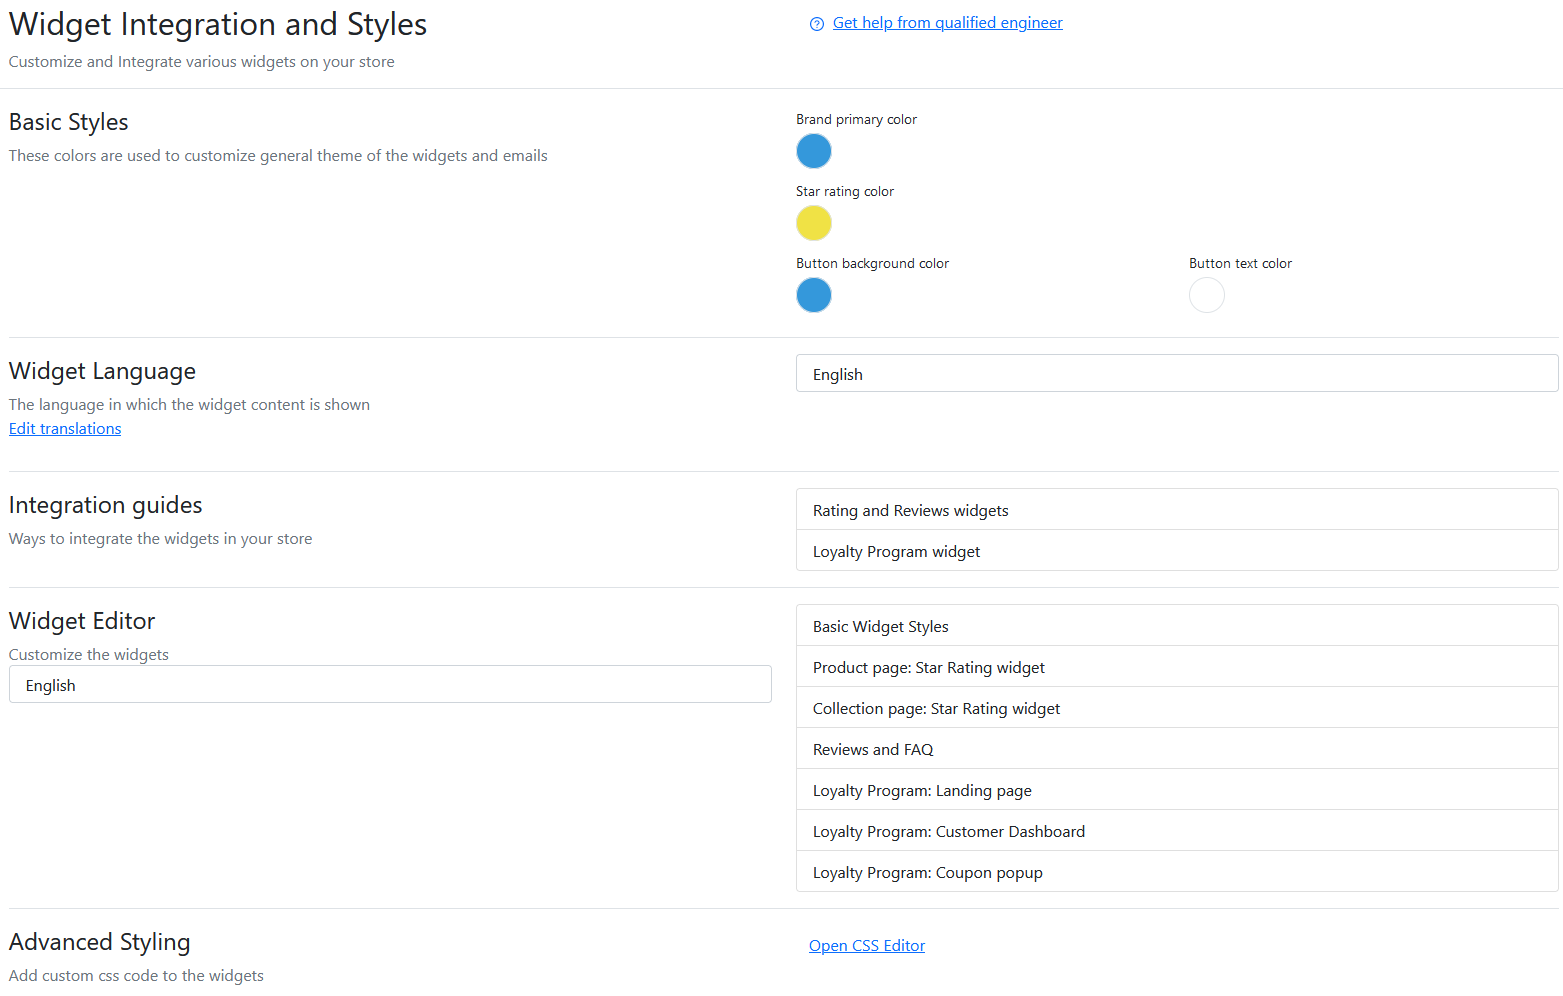 Widget Integration and Styles
Get help from qualified engineer
Customize and Integrate various widgets on your store
Basic Styles
These colors are used to customize general theme of the widgets and emails
Brand primary color
Star rating color
Button background color
Button text color
Widget Language
The language in which the widget content is shown
Edit translations
English
Integration guides
Ways to integrate the widgets in your store
Rating and Reviews widgets
Loyalty Program widget
Widget Editor
Customize the widgets
English
Basic Widget Styles
Product page: Star Rating widget
Collection page: Star Rating widget
Reviews and FAQ
Loyalty Program: Landing page
Loyalty Program: Customer Dashboard
Loyalty Program: Coupon popup
Advanced Styling
Add custom css code to the widgets
Open CSS Editor